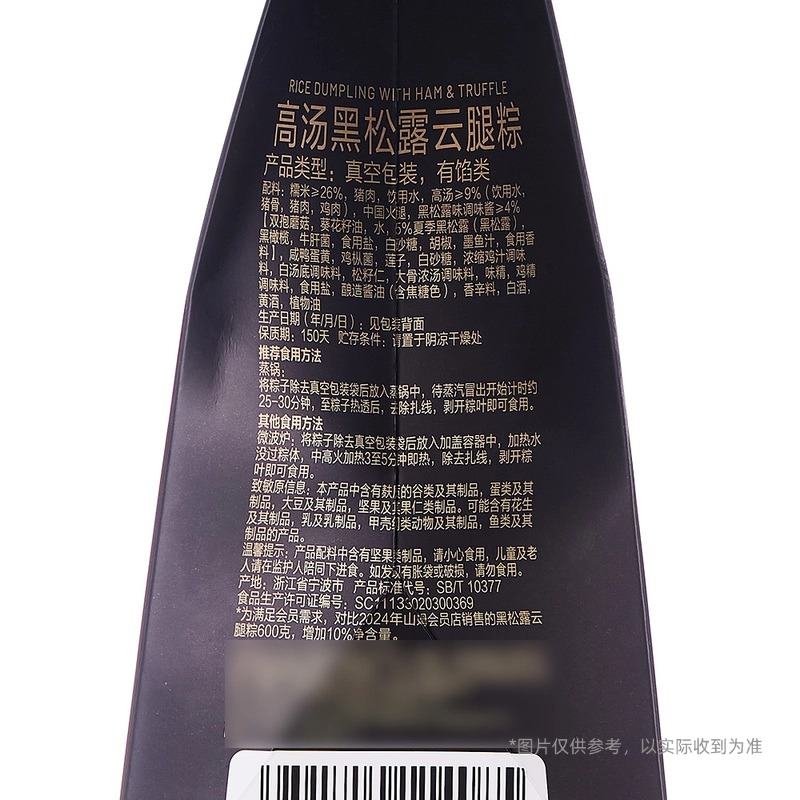 RICE DUMPLING WITH HAM & TRUFFLE
高汤黑松露云腿粽
产品类型：真空包装，有馅类
配料：糯米≥26%，猪肉，饮用水，高汤≥9%（饮用水，
猪骨，猪肉，鸡肉），中国火腿，黑松露味调味酱≥4%
【双孢蘑菇，葵花籽油，水，5%夏季黑松露（黑松露），
黑橄榄，牛肝菌，食用盐，白砂糖，胡椒，墨鱼汁，食用香
料】，咸鸭蛋黄，鸡枞菌，莲子，白砂糖，浓缩鸡汁调味
料，白汤底调味料，松籽仁，大骨浓汤调味料，味精，鸡精
调味料，食用盐，酿造酱油（含焦糖色），香辛料，白酒，
黄酒，植物油
生产日期（年/月/日）：见包装背面
保质期：150天 贮存条件：请置于阴凉干燥处
推荐食用方法
蒸锅：
将粽子除去真空包装袋后放入蒸锅中，待蒸汽冒出开始计时约
25-30分钟，至粽子热透后，去除扎线，剥开粽叶即可食用。
其他食用方法
微波炉：将粽子除去真空包装袋后放入加盖容器中，加热水
没过粽体，中高火加热3至5分钟即热，除去扎线，剥开粽
叶即可食用。
致敏原信息：本产品中含有麸质的谷类及其制品，蛋类及其
制品，大豆及其制品，坚果及其果仁类制品。可能含有花生
及其制品，乳及乳制品，甲壳纲类动物及其制品，鱼类及其
制品的产品。
温馨提示：产品配料中含有坚果类制品，请小心食用，儿童及老
人请在监护人陪同下进食。如发现有胀袋或破损，请勿食用。
产地：浙江省宁波市 产品标准代号：SB/T 10377
食品生产许可证编号：SC11133020300369
*为满足会员需求，对比2024年山姆会员店销售的黑松露云
腿粽600克，增加10%净含量。
*图片仅供参考，以实际收到为准